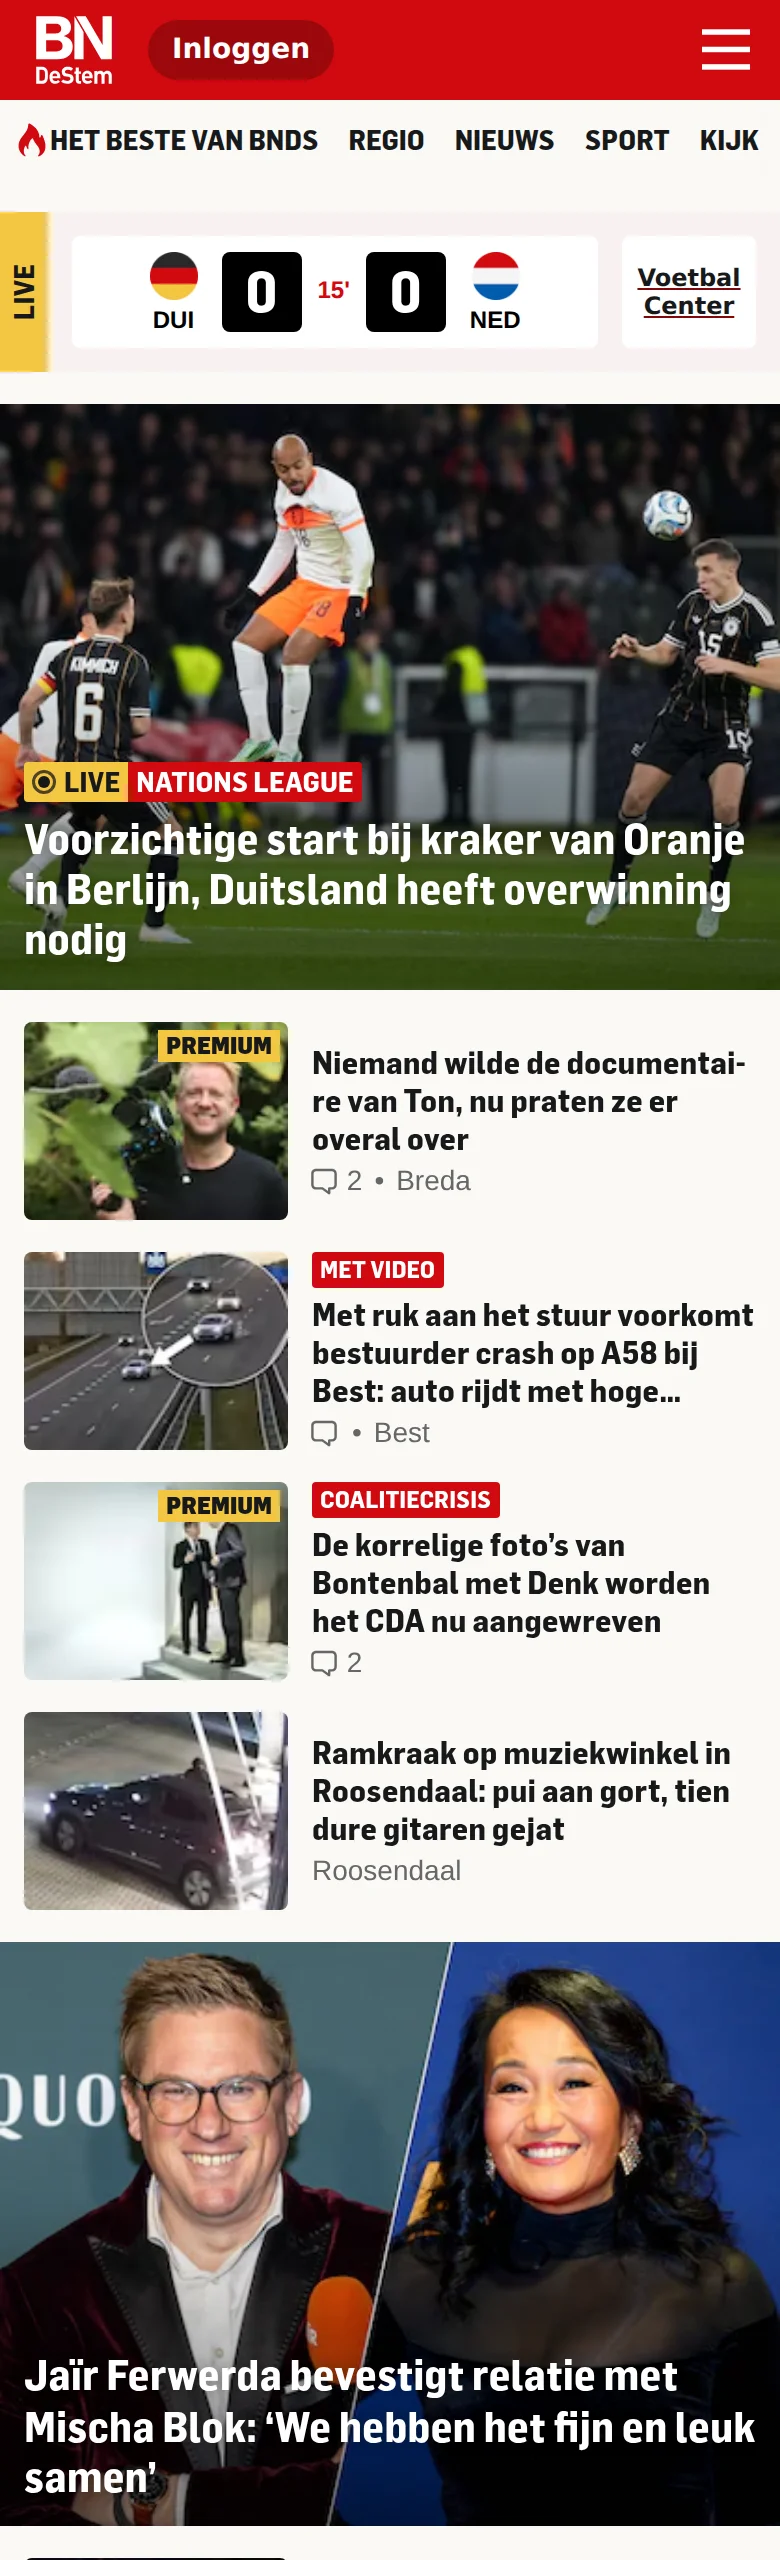 BN
DeStem
Inloggen
HET BESTE VAN BNDS REGIO NIEUWS SPORT KIJK
LIVE
DUI
0
15'
0
NED
Voetbal
Center
KIMMICH
6
18
15
15
LIVE NATIONS LEAGUE
Voorzichtige start bij kraker van Oranje
in Berlijn, Duitsland heeft overwinning
nodig
PREMIUM
Niemand wilde de documentai-
re van Ton, nu praten ze er
overal over
2 • Breda
MET VIDEO
Met ruk aan het stuur voorkomt
bestuurder crash op A58 bij
Best: auto rijdt met hoge...
• Best
PREMIUM
COALITIECRISIS
De korrelige foto’s van
Bontenbal met Denk worden
het CDA nu aangewreven
2
Ramkraak op muziekwinkel in
Roosendaal: pui aan gort, tien
dure gitaren gejat
Roosendaal
QUO
Jaïr Ferwerda bevestigt relatie met
Mischa Blok: ‘We hebben het fijn en leuk
samen’